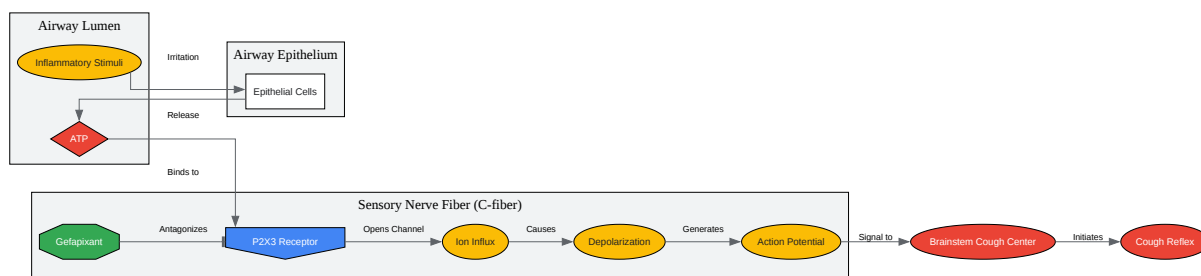 Airway Lumen
Inflammatory Stimuli
Irritation
Airway Epithelium
Epithelial Cells
Release
ATP
Binds to
Sensory Nerve Fiber (C-fiber)
Gefapixant
Antagonizes
P2X3 Receptor
Opens Channel
Ion Influx
Causes
Depolarization
Generates
Action Potential
Signal to
Brainstem Cough Center
Initiates
Cough Reflex